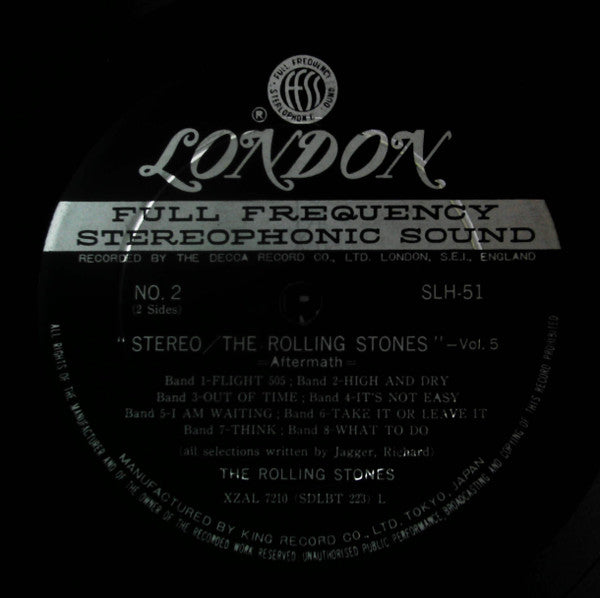 FULL FREQUENCY
FFSS
STEREOPHONIC SOUND
®
LONDON
FULL FREQUENCY
STEREOPHONIC SOUND
RECORDED BY THE DECCA RECORD CO., LTD. LONDON, S.E.I., ENGLAND
NO. 2 SLH-51
(2 Sides)
"STEREO/THE ROLLING STONES"-Vol. 5
=Aftermath=
Band 1-FLIGHT 505; Band 2-HIGH AND DRY
Band 3-OUT OF TIME; Band 4-IT'S NOT EASY
Band 5-I AM WAITING; Band 6-TAKE IT OR LEAVE IT
Band 7-THINK; Band 8-WHAT TO DO
(all selections written by Jagger, Richard)
THE ROLLING STONES
XZAL 7210 (SDLBT 223) L
MANUFACTURED BY KING RECORD CO., LTD. TOKYO, JAPAN
ALL RIGHTS OF THE MANUFACTURER AND OF THE OWNER OF THE RECORDED WORK RESERVED. UNAUTHORISED PUBLIC PERFORMANCE, BROADCASTING AND COPYING OF THIS RECORD PROHIBITED